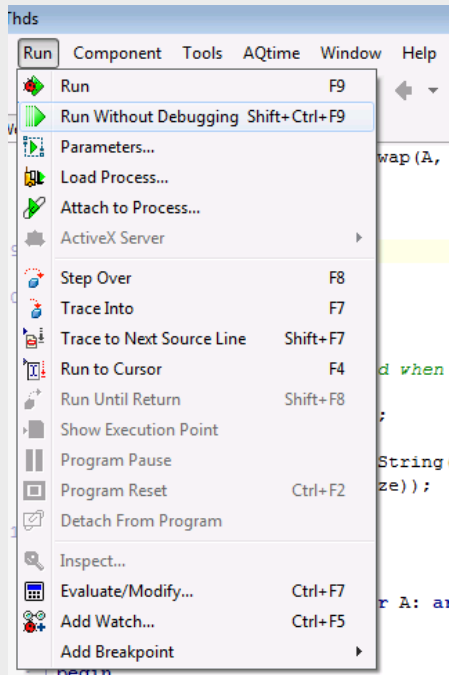 Thds
Run Component Tools AQtime Window Help
Run F9
Run Without Debugging Shift+Ctrl+F9
Parameters...
wap(A,
Load Process...
Attach to Process...
ActiveX Server
Step Over F8
Trace Into F7
Trace to Next Source Line Shift+F7
Run to Cursor F4
d when
Run Until Return Shift+F8
;
Show Execution Point
Program Pause
String(
Program Reset Ctrl+F2
ze));
Detach From Program
Inspect...
Evaluate/Modify... Ctrl+F7
r A: ar
Add Watch... Ctrl+F5
Add Breakpoint
begin